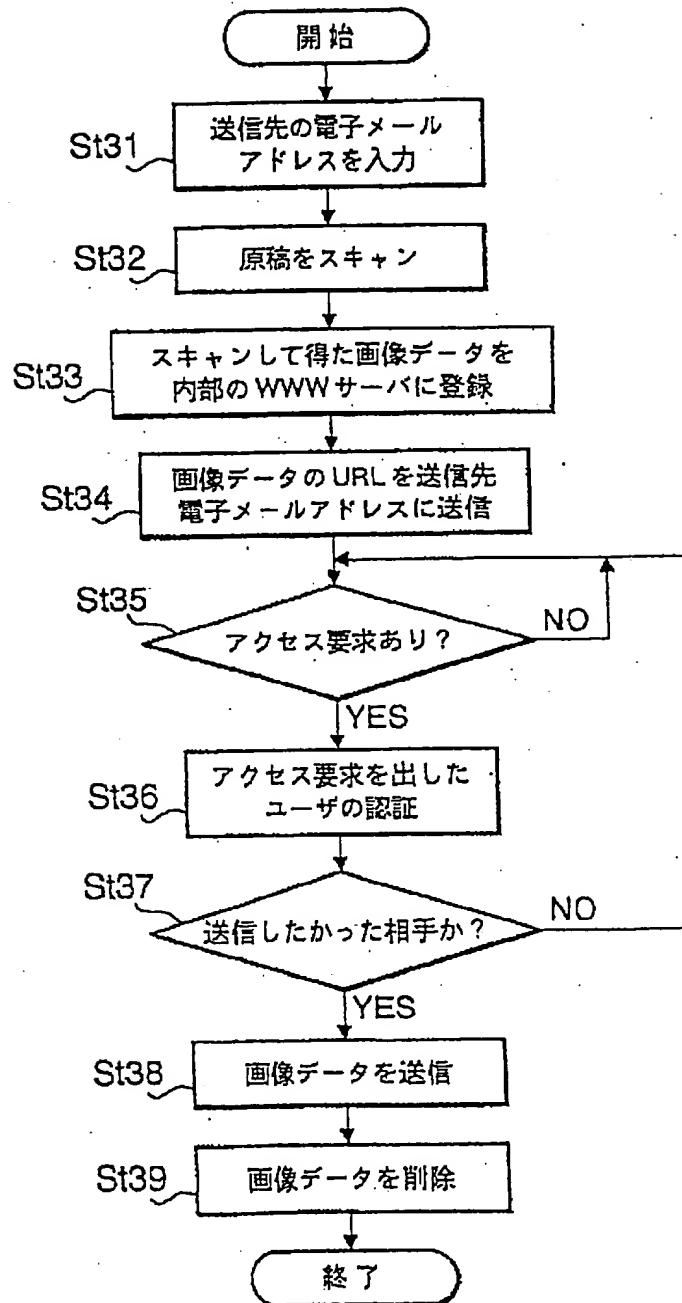 開始
St31
送信先の電子メール
アドレスを入力
St32
原稿をスキャン
St33
スキャンして得た画像データを
内部のWWWサーバに登録
St34
画像データのURLを送信先
電子メールアドレスに送信
St35
アクセス要求あり?
NO
YES
St36
アクセス要求を出した
ユーザの認証
St37
送信したかった相手か?
NO
YES
St38
画像データを送信
St39
画像データを削除
終了